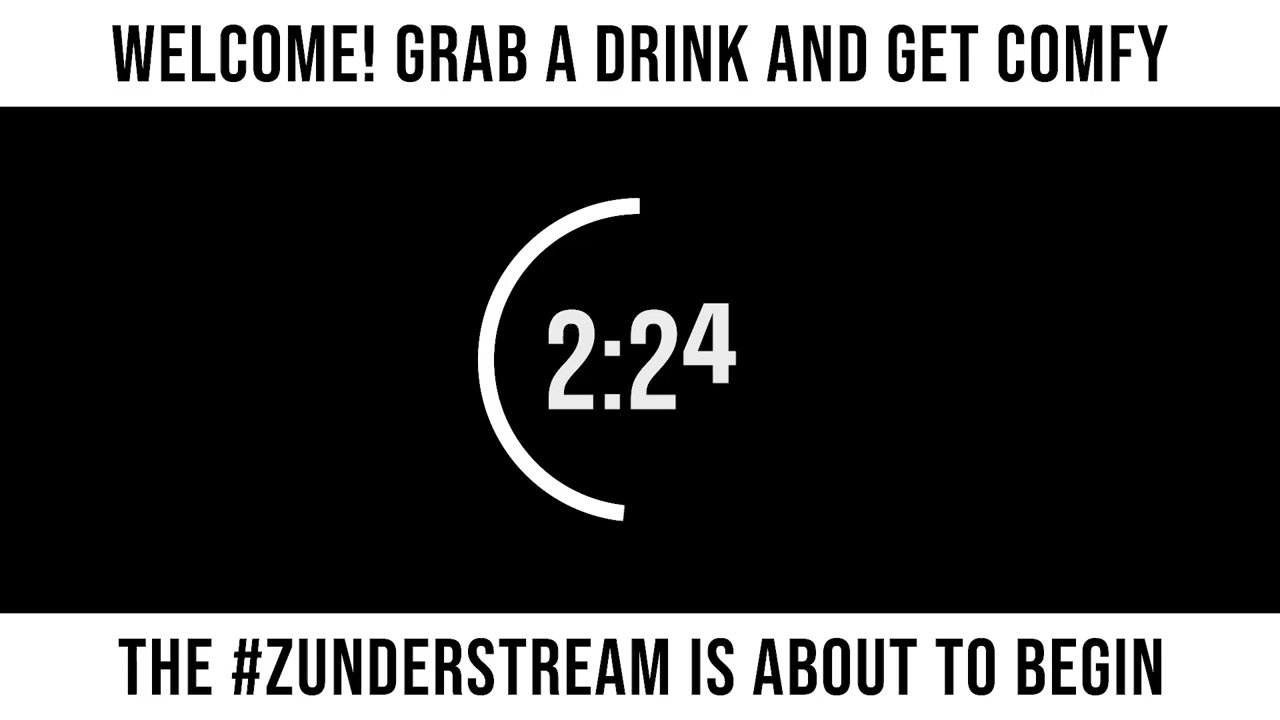 WELCOME! GRAB A DRINK AND GET COMFY
2:24
THE #ZUNDERSTREAM IS ABOUT TO BEGIN